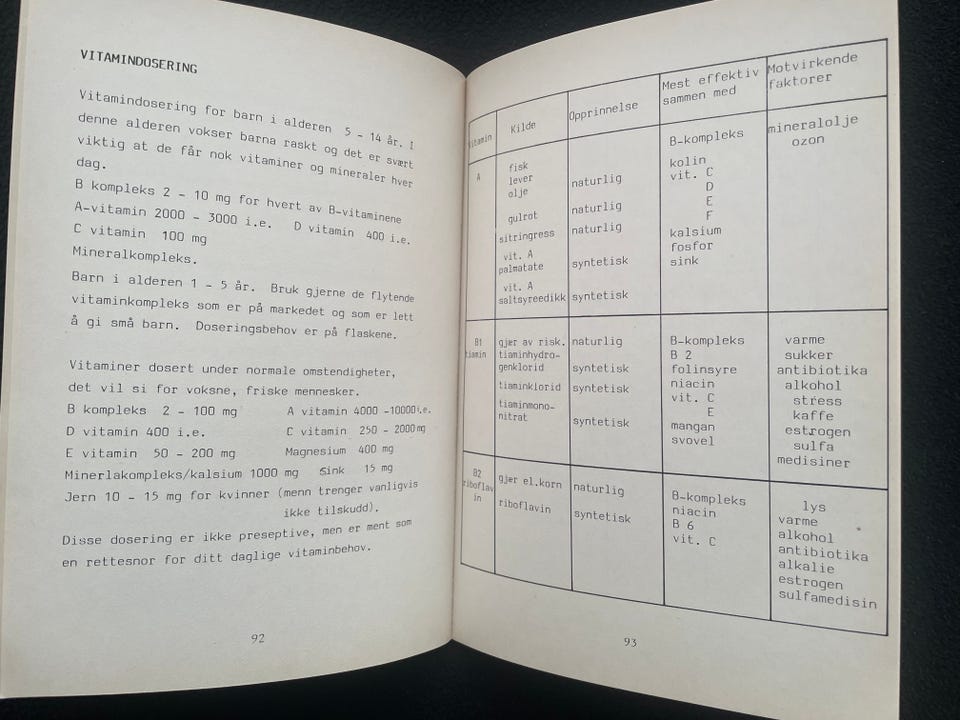 VITAMINDOSERING
Vitamindosering for barn i alderen 5 - 14 år. I
denne alderen vokser barna raskt og det er svært
viktig at de får nok vitaminer og mineraler hver
dag.
B kompleks 2 - 10 mg for hvert av B-vitaminene
A-vitamin 2000 - 3000 i.e. D vitamin 400 i.e.
C vitamin 100 mg
Mineralkompleks.
Barn i alderen 1 - 5 år. Bruk gjerne de flytende
vitaminkompleks som er på markedet og som er lett
å gi små barn. Doseringsbehov er på flaskene.
Vitaminer dosert under normale omstendigheter,
det vil si for voksne, friske mennesker.
B kompleks 2 - 100 mg A vitamin 4000 -10000i.e.
D vitamin 400 i.e. C vitamin 250 - 2000mg
E vitamin 50 - 200 mg Magnesium 400 mg
Minerlakompleks/kalsium 1000 mg sink 15 mg
Jern 10 - 15 mg for kvinner (menn trenger vanligvis
ikke tilskudd).
Disse dosering er ikke preseptive, men er ment som
en rettesnor for ditt daglige vitaminbehov.
92
Vitamin Kilde Opprinnelse Mest effektiv Motvirkende
sammen med faktorer
A
fisk
lever
olje
gulrot
sitringress
vit. A
palmatate
vit. A
saltsyreedikk
naturlig
naturlig
naturlig
syntetisk
syntetisk
B-kompleks
kolin
vit. C
D
E
F
kalsium
fosfor
sink
mineralolje
ozon
B1
tiamin
gjær av risk.
tiaminhydro-
genklorid
tiaminklorid
tiaminmono-
nitrat
naturlig
syntetisk
syntetisk
syntetisk
B-kompleks
B 2
folinsyre
niacin
vit. C
E
mangan
svovel
varme
sukker
antibiotika
alkohol
stress
kaffe
estrogen
sulfa
medisiner
B2
riboflav
in
gjær el.korn
riboflavin
naturlig
syntetisk
B-kompleks
niacin
B 6
vit. C
lys
varme
alkohol
antibiotika
alkalie
estrogen
sulfamedisin
93